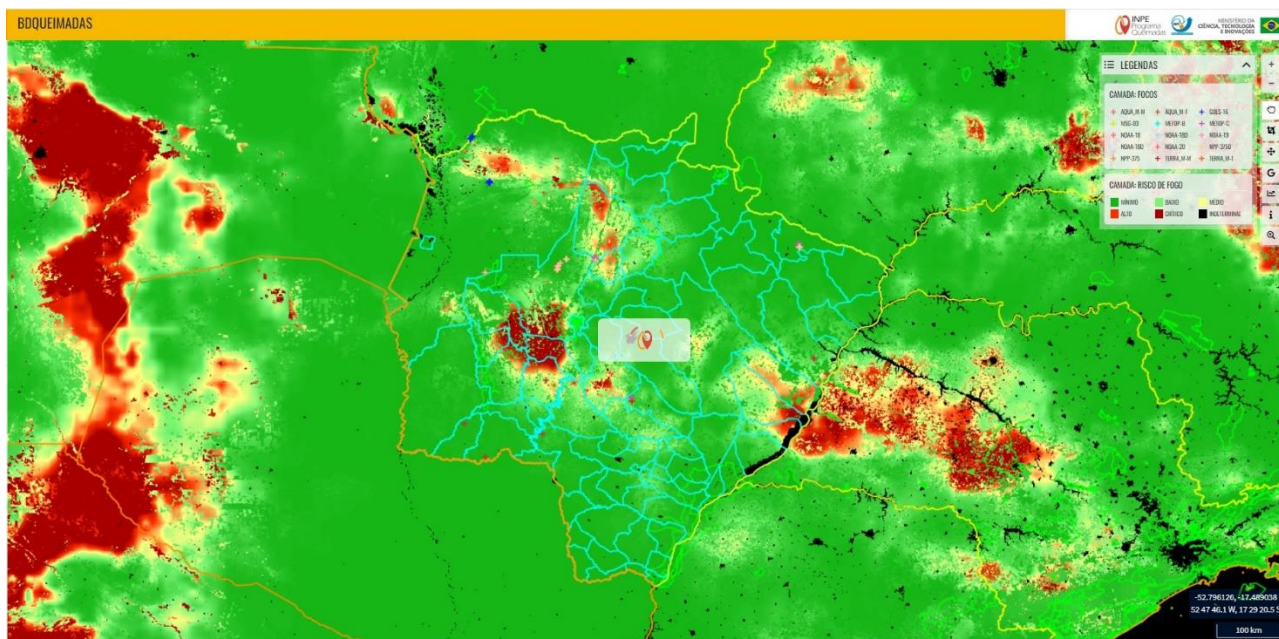 BDQUEIMADAS
INPE
Programa
Queimadas
MINISTÉRIO DA
CIÊNCIA, TECNOLOGIA
E INOVAÇÕES
LEGENDAS
CAMADA: FOCOS
AQUA_M-M AQUA_M-T GOES-16
MSG-03 METOP-B METOP-C
NOAA-18 NOAA-18D NOAA-19
NOAA-19D NOAA-20 NPP-375D
NPP-375 TERRA_M-M TERRA_M-T
CAMADA: RISCO DE FOGO
MÍNIMO BAIXO MÉDIO
ALTO CRÍTICO
-52.796126, -17.489038
52 47 46.1 W, 17 29 20.5 S
100 km